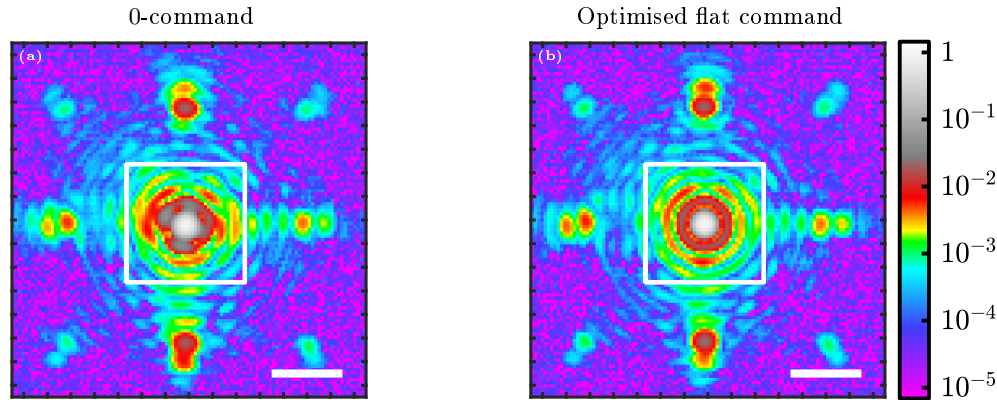 0-command
Optimised flat command
(a)
(b)
1
10⁻¹
10⁻²
10⁻³
10⁻⁴
10⁻⁵